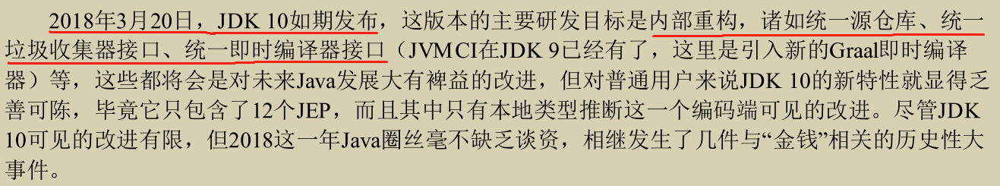 2018年3月20日，JDK 10如期发布，这版本的主要研发目标是内部重构，诸如统一源仓库、统一
垃圾收集器接口、统一即时编译器接口（JVMCI在JDK 9已经有了，这里是引入新的Graal即时编译
器）等，这些都将会是对未来Java发展大有裨益的改进，但对普通用户来说JDK 10的新特性就显得乏
善可陈，毕竟它只包含了12个JEP，而且其中只有本地类型推断这一个编码端可见的改进。尽管JDK
10可见的改进有限，但2018这一年Java圈丝毫不缺乏谈资，相继发生了几件与“金钱”相关的历史性大
事件。